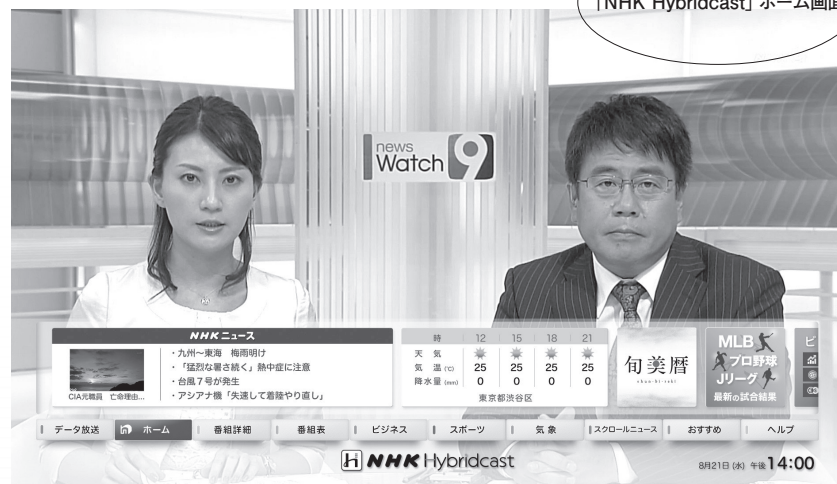 「NHK Hybridcast」ホーム画面
news
Watch 9
NHKニュース
・九州〜東海 梅雨明け
・「猛烈な暑さ続く」熱中症に注意
・台風7号が発生
・アシアナ機「失速して着陸やり直し」
CIA元職員 亡命理由...
時 12 15 18 21
天気
気温(℃) 25 25 25 25
降水量(mm) 0 0 0 0
東京都渋谷区
旬美暦
shun-bi-reki
MLB
プロ野球
Jリーグ
最新の試合結果
ビ
データ放送 ホーム 番組詳細 番組表 ビジネス スポーツ 気象 スクロールニュース おすすめ ヘルプ
NHK Hybridcast
8月21日(水) 午後14:00